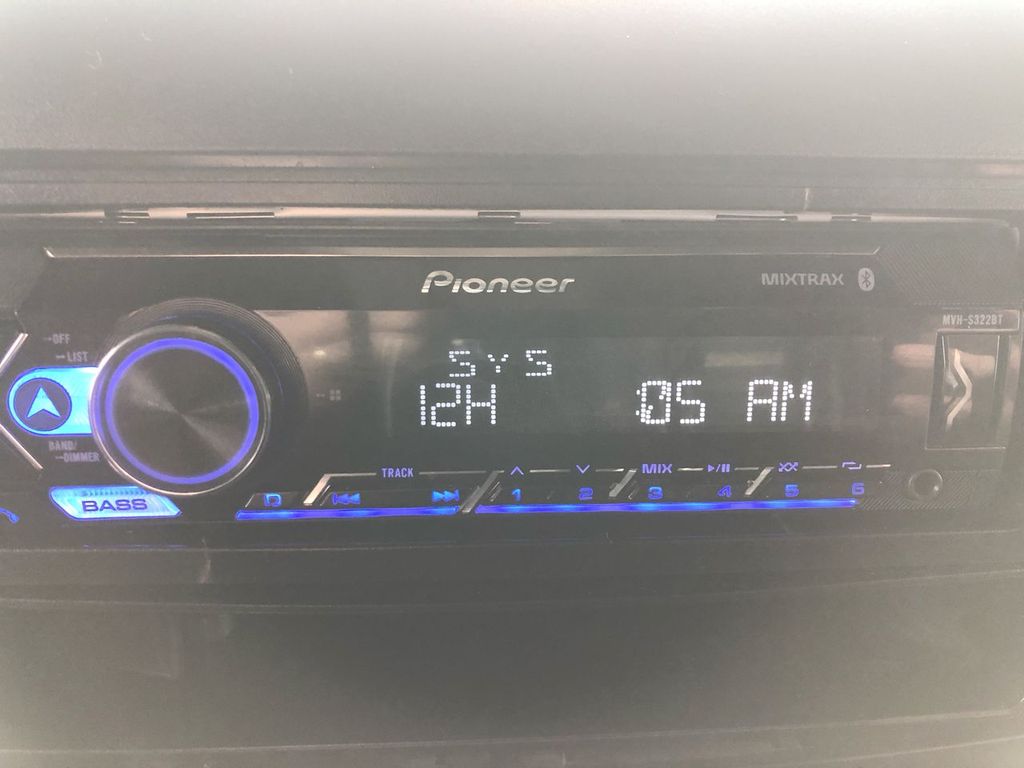 Pioneer
MIXTRAX
MVH-S322BT
OFF
LIST
SYS
12H 05 AM
BAND/
DIMMER
TRACK
MIX
BASS
1 2 3 4 5 6